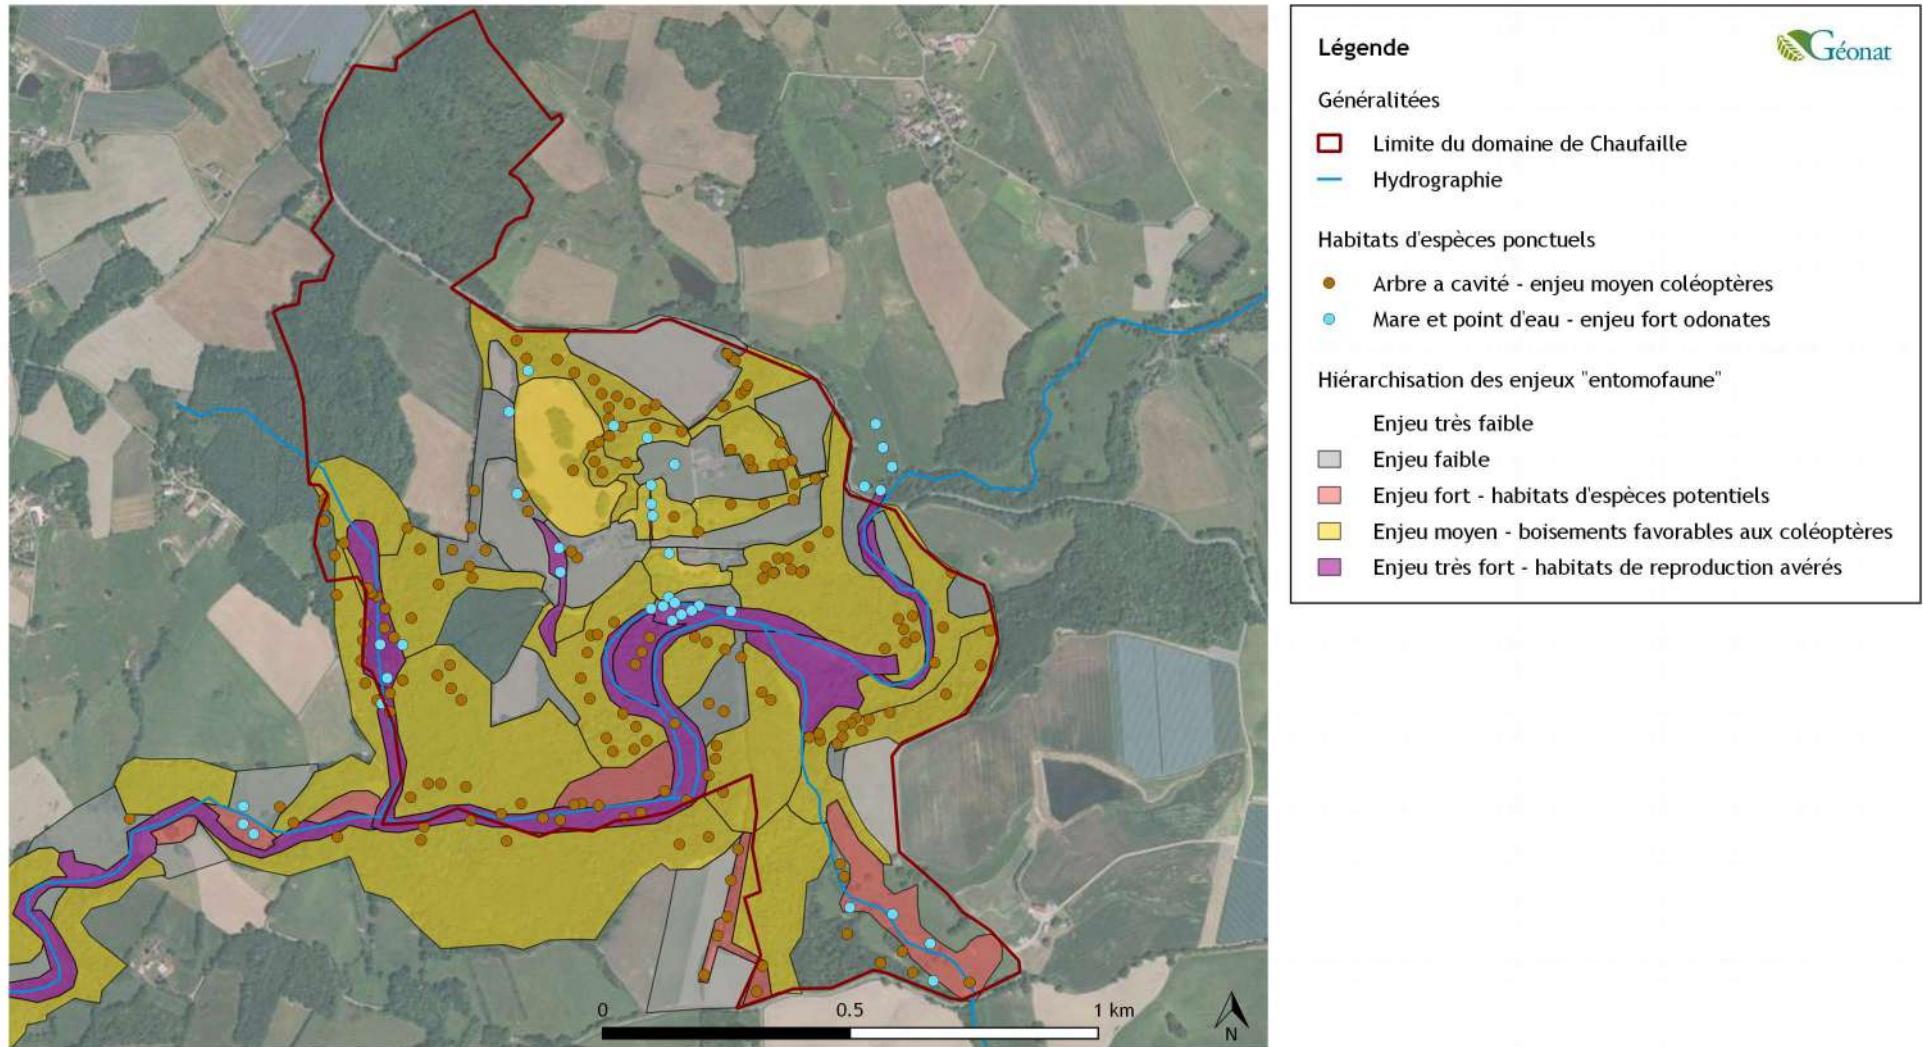 Légende
Géonat
Généralitées
Limite du domaine de Chaufaille
Hydrographie
Habitats d'espèces ponctuels
Arbre a cavité - enjeu moyen coléoptères
Mare et point d'eau - enjeu fort odonates
Hiérarchisation des enjeux "entomofaune"
Enjeu très faible
Enjeu faible
Enjeu fort - habitats d'espèces potentiels
Enjeu moyen - boisements favorables aux coléoptères
Enjeu très fort - habitats de reproduction avérés
0 0.5 1 km
N